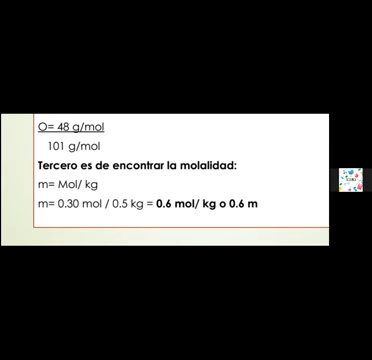 O= 48 g/mol
101 g/mol
Tercero es de encontrar la molalidad:
m= Mol/ kg
m= 0.30 mol / 0.5 kg = 0.6 mol/ kg o 0.6 m